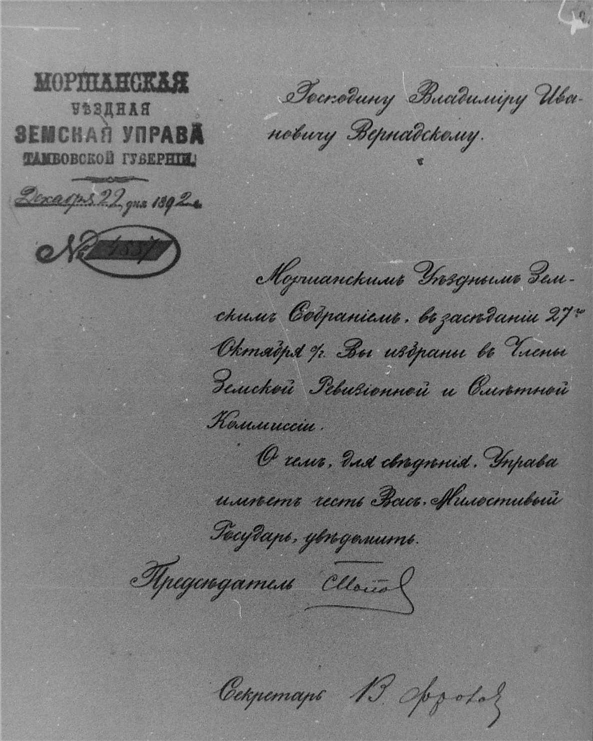 МОРШАНСКАЯ
УѢЗДНАЯ
ЗЕМСКАЯ УПРАВА
ТАМБОВСКОЙ ГУБЕРНІИ.
Декабря 22 дня 1892 г.
№
Господину Владиміру Ива-
новичу Вернадскому.
Моршанскимъ Уѣзднымъ Зем-
скимъ Собраніемъ, въ засѣданіи 27го
Октября с/г. Вы избраны въ Члены
Земской Ревизіонной и Смѣтной
Коммиссіи.
О чемъ, для свѣдѣнія, Управа
имѣетъ честь Васъ, Милостивый
Государь, увѣдомить.
Предсѣдатель
Секретарь В.